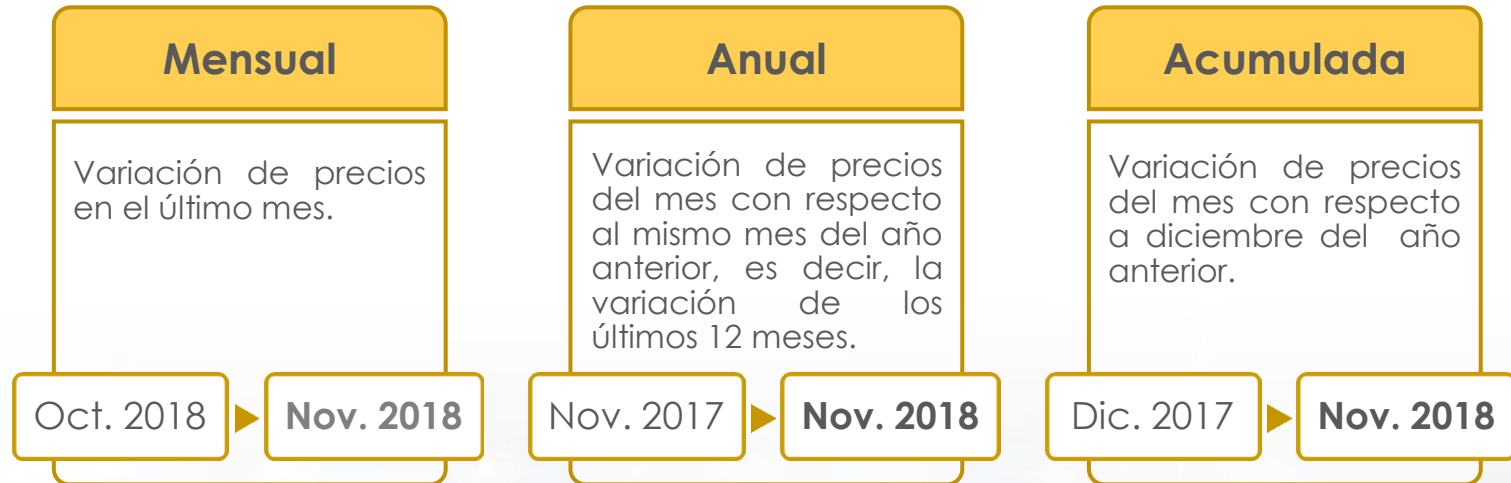 Mensual
Variación de precios
en el último mes.
Oct. 2018
Nov. 2018
Anual
Variación de precios
del mes con respecto
al mismo mes del año
anterior, es decir, la
variación de los
últimos 12 meses.
Nov. 2017
Nov. 2018
Acumulada
Variación de precios
del mes con respecto
a diciembre del año
anterior.
Dic. 2017
Nov. 2018